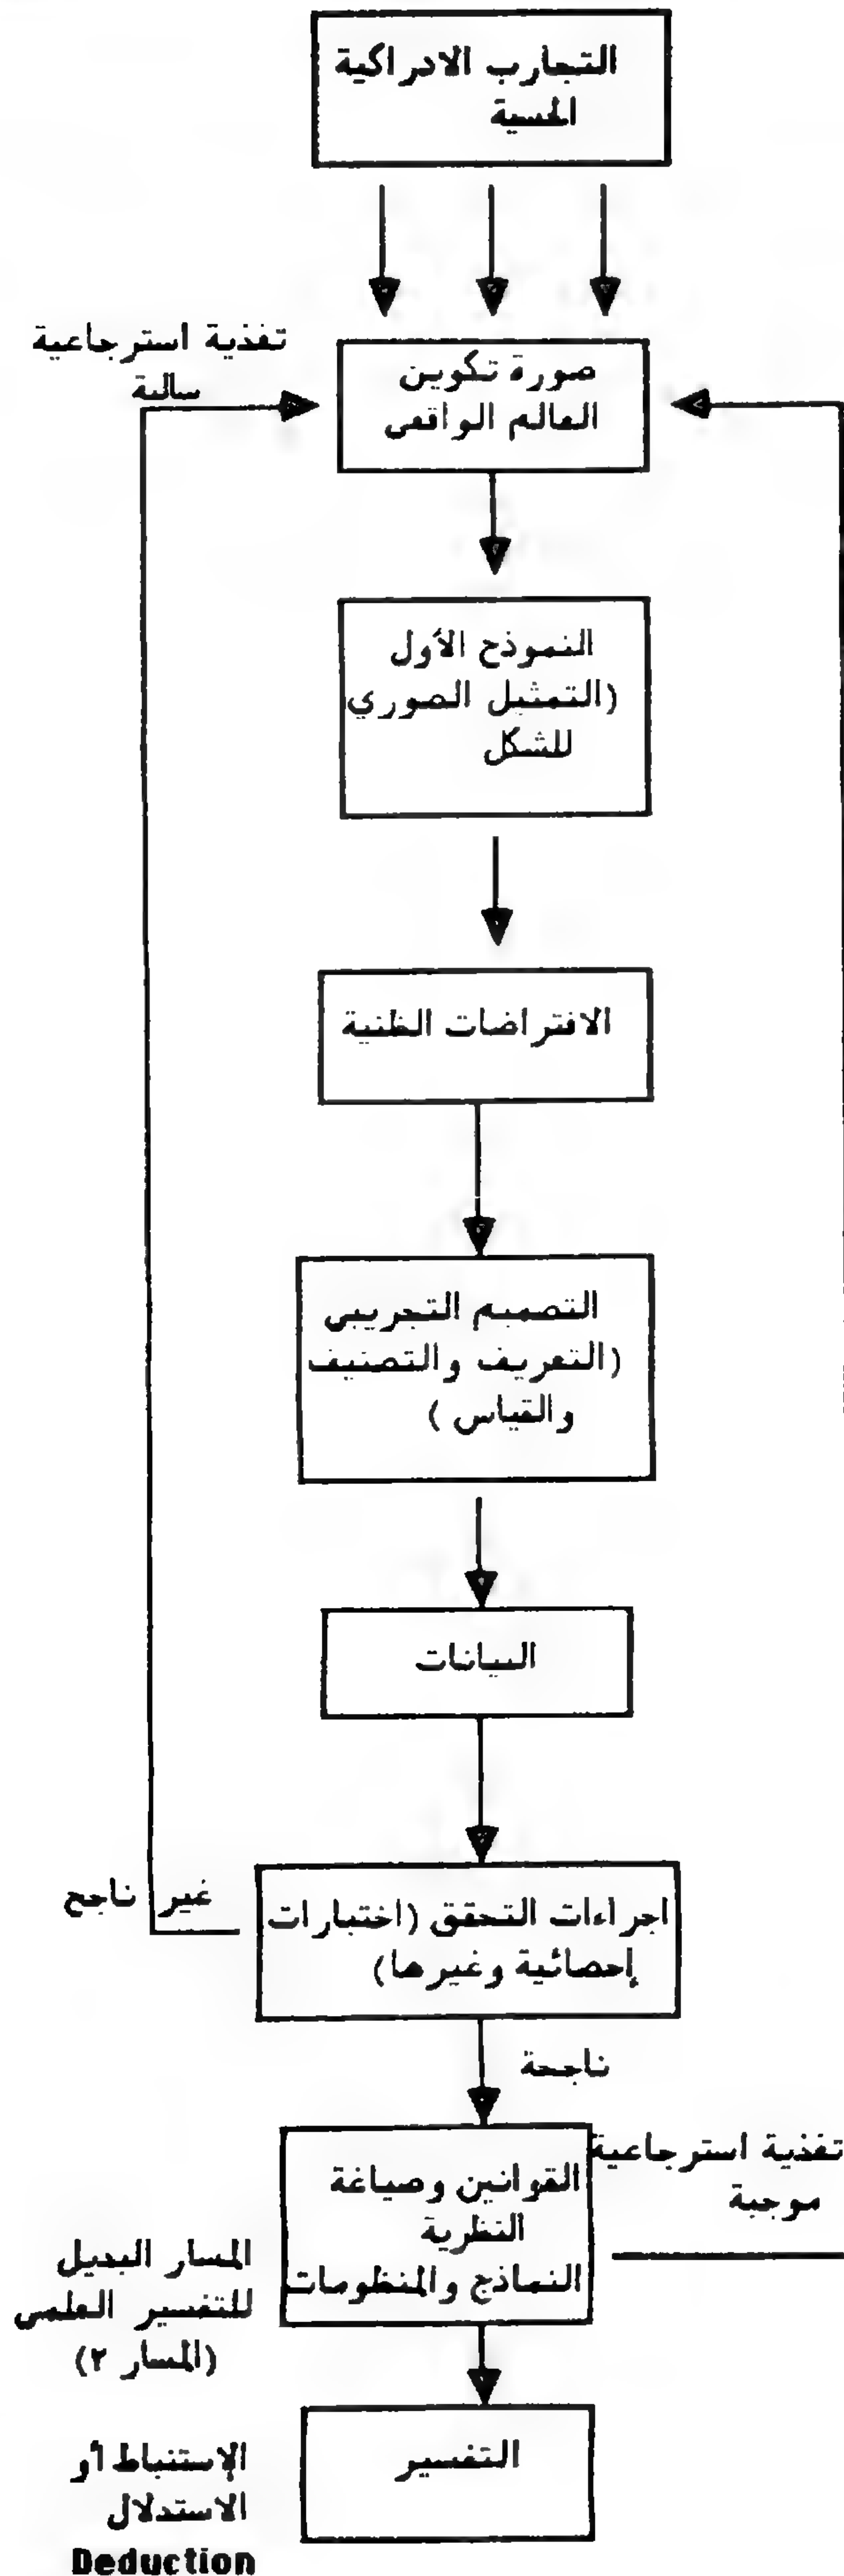 التجارب الادراكية
الحسية
تغذية استرجاعية
سالبة
صورة تكوين
العالم الواقعي
النموذج الأول
(التمثيل الصوري
للشكل
الافتراضات الظنية
التصميم التجريبي
(التعريف والتصنيف
والقياس )
البيانات
غير ناجح
اجراءات التحقق (اختبارات
إحصائية وغيرها)
ناجحة
القوانين وصياغة
النظرية
النماذج والمنظومات
تغذية استرجاعية
موجبة
المسار البديل
للتفسير العلمي
(المسار ٢)
التفسير
الإستنباط أو
الاستدلال
Deduction